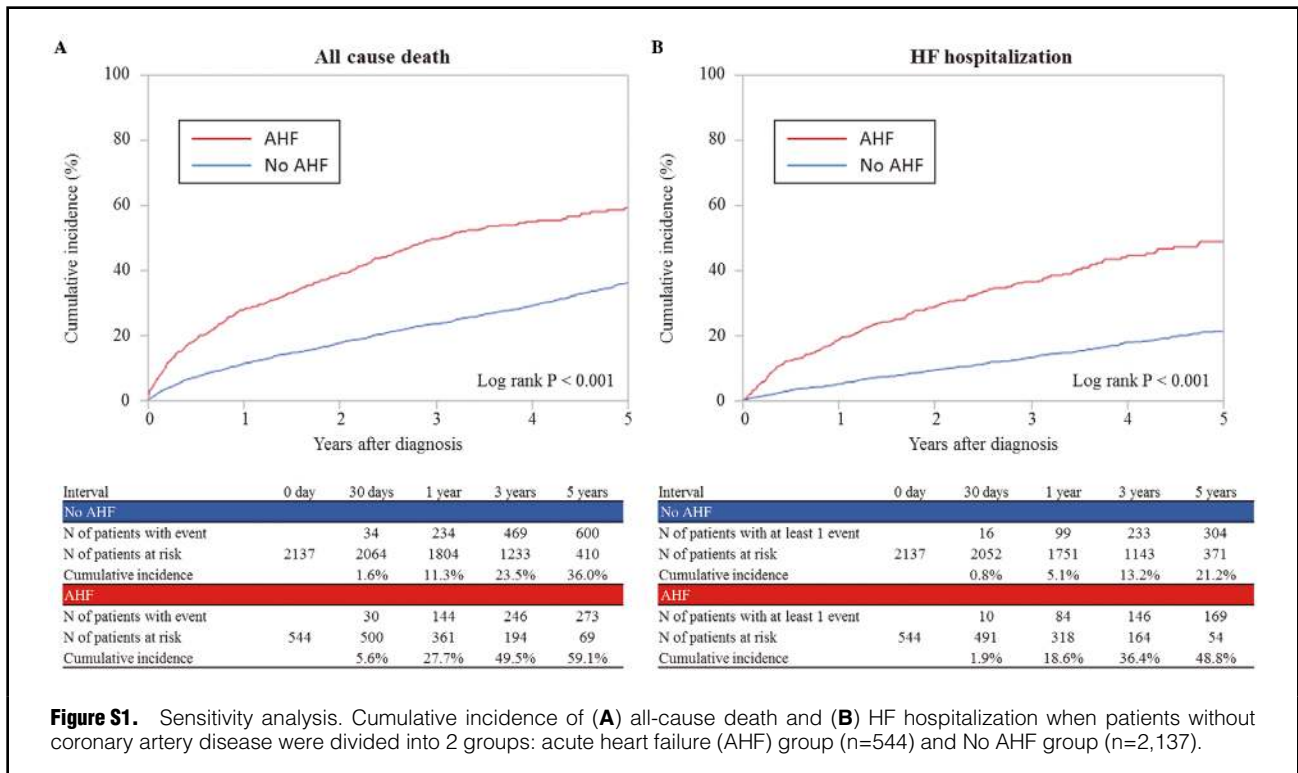 A
All cause death
100
80
60
40
20
0
Cumulative incidence (%)
AHF
No AHF
Log rank P < 0.001
0 1 2 3 4 5
Years after diagnosis
Interval 0 day 30 days 1 year 3 years 5 years
No AHF
N of patients with event 34 234 469 600
N of patients at risk 2137 2064 1804 1233 410
Cumulative incidence 1.6% 11.3% 23.5% 36.0%
AHF
N of patients with event 30 144 246 273
N of patients at risk 544 500 361 194 69
Cumulative incidence 5.6% 27.7% 49.5% 59.1%
B
HF hospitalization
100
80
60
40
20
0
Cumulative incidence (%)
AHF
No AHF
Log rank P < 0.001
0 1 2 3 4 5
Years after diagnosis
Interval 0 day 30 days 1 year 3 years 5 years
No AHF
N of patients with at least 1 event 16 99 233 304
N of patients at risk 2137 2052 1751 1143 371
Cumulative incidence 0.8% 5.1% 13.2% 21.2%
AHF
N of patients with at least 1 event 10 84 146 169
N of patients at risk 544 491 318 164 54
Cumulative incidence 1.9% 18.6% 36.4% 48.8%
Figure S1. Sensitivity analysis. Cumulative incidence of (A) all-cause death and (B) HF hospitalization when patients without
coronary artery disease were divided into 2 groups: acute heart failure (AHF) group (n=544) and No AHF group (n=2,137).